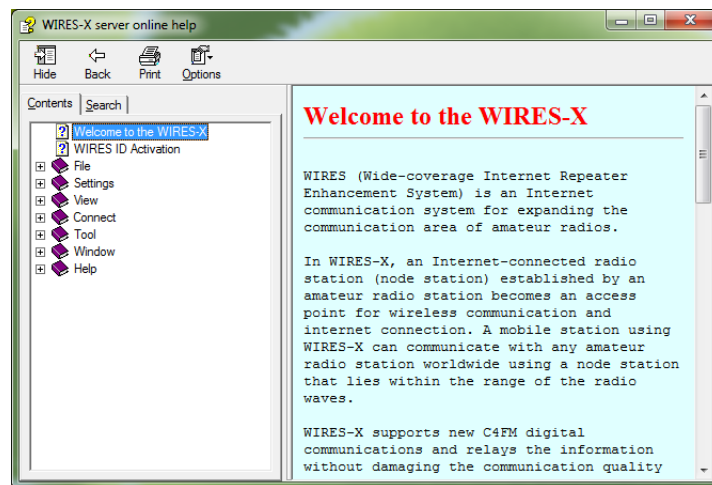 WIRES-X server online help
Hide Back Print Options
Contents Search
Welcome to the WIRES-X
WIRES ID Activation
File
Settings
View
Connect
Tool
Window
Help
Welcome to the WIRES-X
WIRES (Wide-coverage Internet Repeater
Enhancement System) is an Internet
communication system for expanding the
communication area of amateur radios.
In WIRES-X, an Internet-connected radio
station (node station) established by an
amateur radio station becomes an access
point for wireless communication and
internet connection. A mobile station using
WIRES-X can communicate with any amateur
radio station worldwide using a node station
that lies within the range of the radio
waves.
WIRES-X supports new C4FM digital
communications and relays the information
without damaging the communication quality